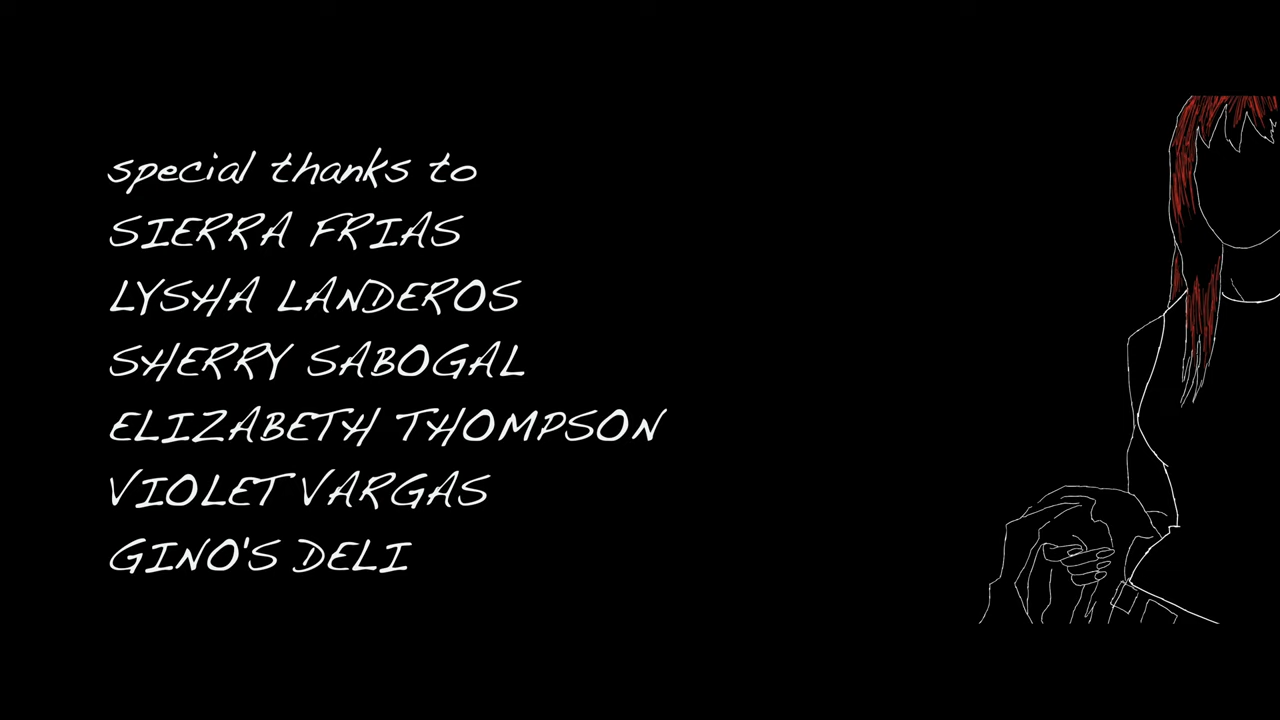 special thanks to
SIERRA FRIAS
LYSHA LANDEROS
SHERRY SABOGAL
ELIZABETH THOMPSON
VIOLET VARGAS
GINO'S DELI